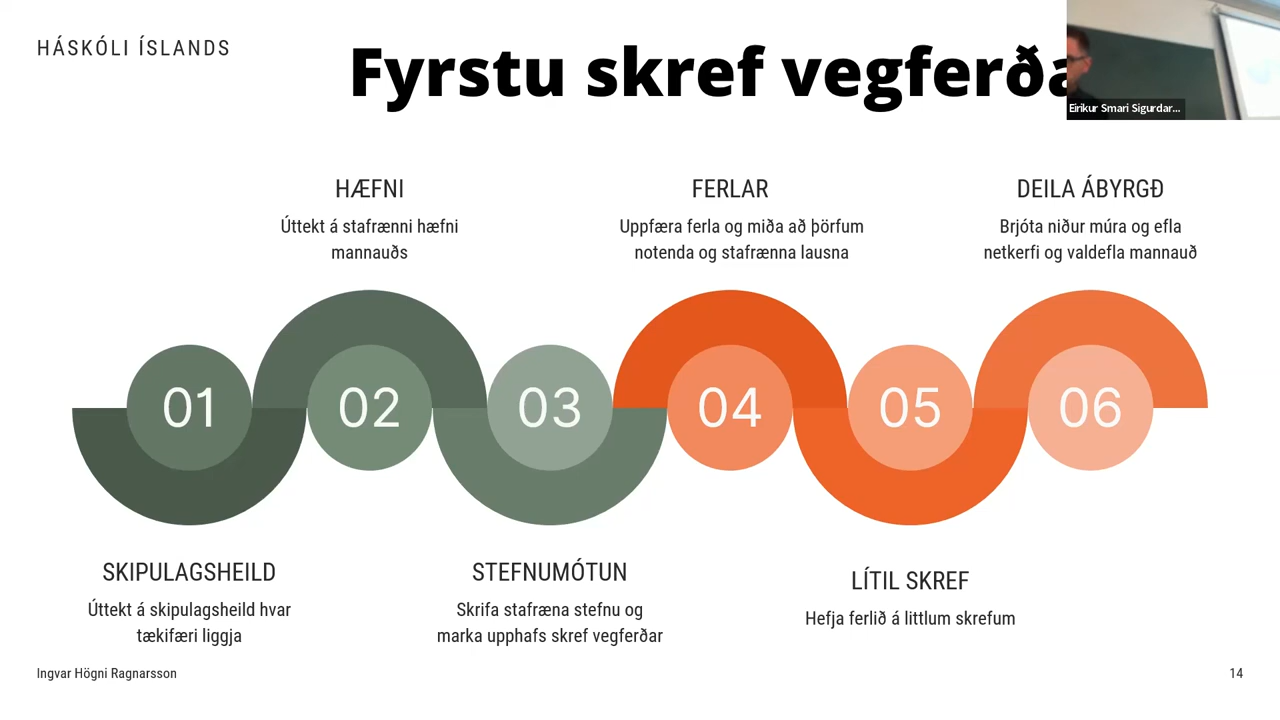 HÁSKÓLI ÍSLANDS
Fyrstu skref
Eirikur Smari Sigurdar...
HÆFNI
Úttekt á stafrænni hæfni
mannauðs
FERLAR
Uppfæra ferla og miða að þörfum
notenda og stafrænna lausna
DEILA ÁBYRGÐ
Brjóta niður múra og efla
netkerfi og valdefla mannauð
01
02
03
04
05
06
SKIPULAGSHEILD
Úttekt á skipulagsheild hvar
tækifæri liggja
STEFNUMÓTUN
Skrifa stafræna stefnu og
marka upphafs skref vegferðar
LÍTIL SKREF
Hefja ferlið á littlum skrefum
Ingvar Högni Ragnarsson
14